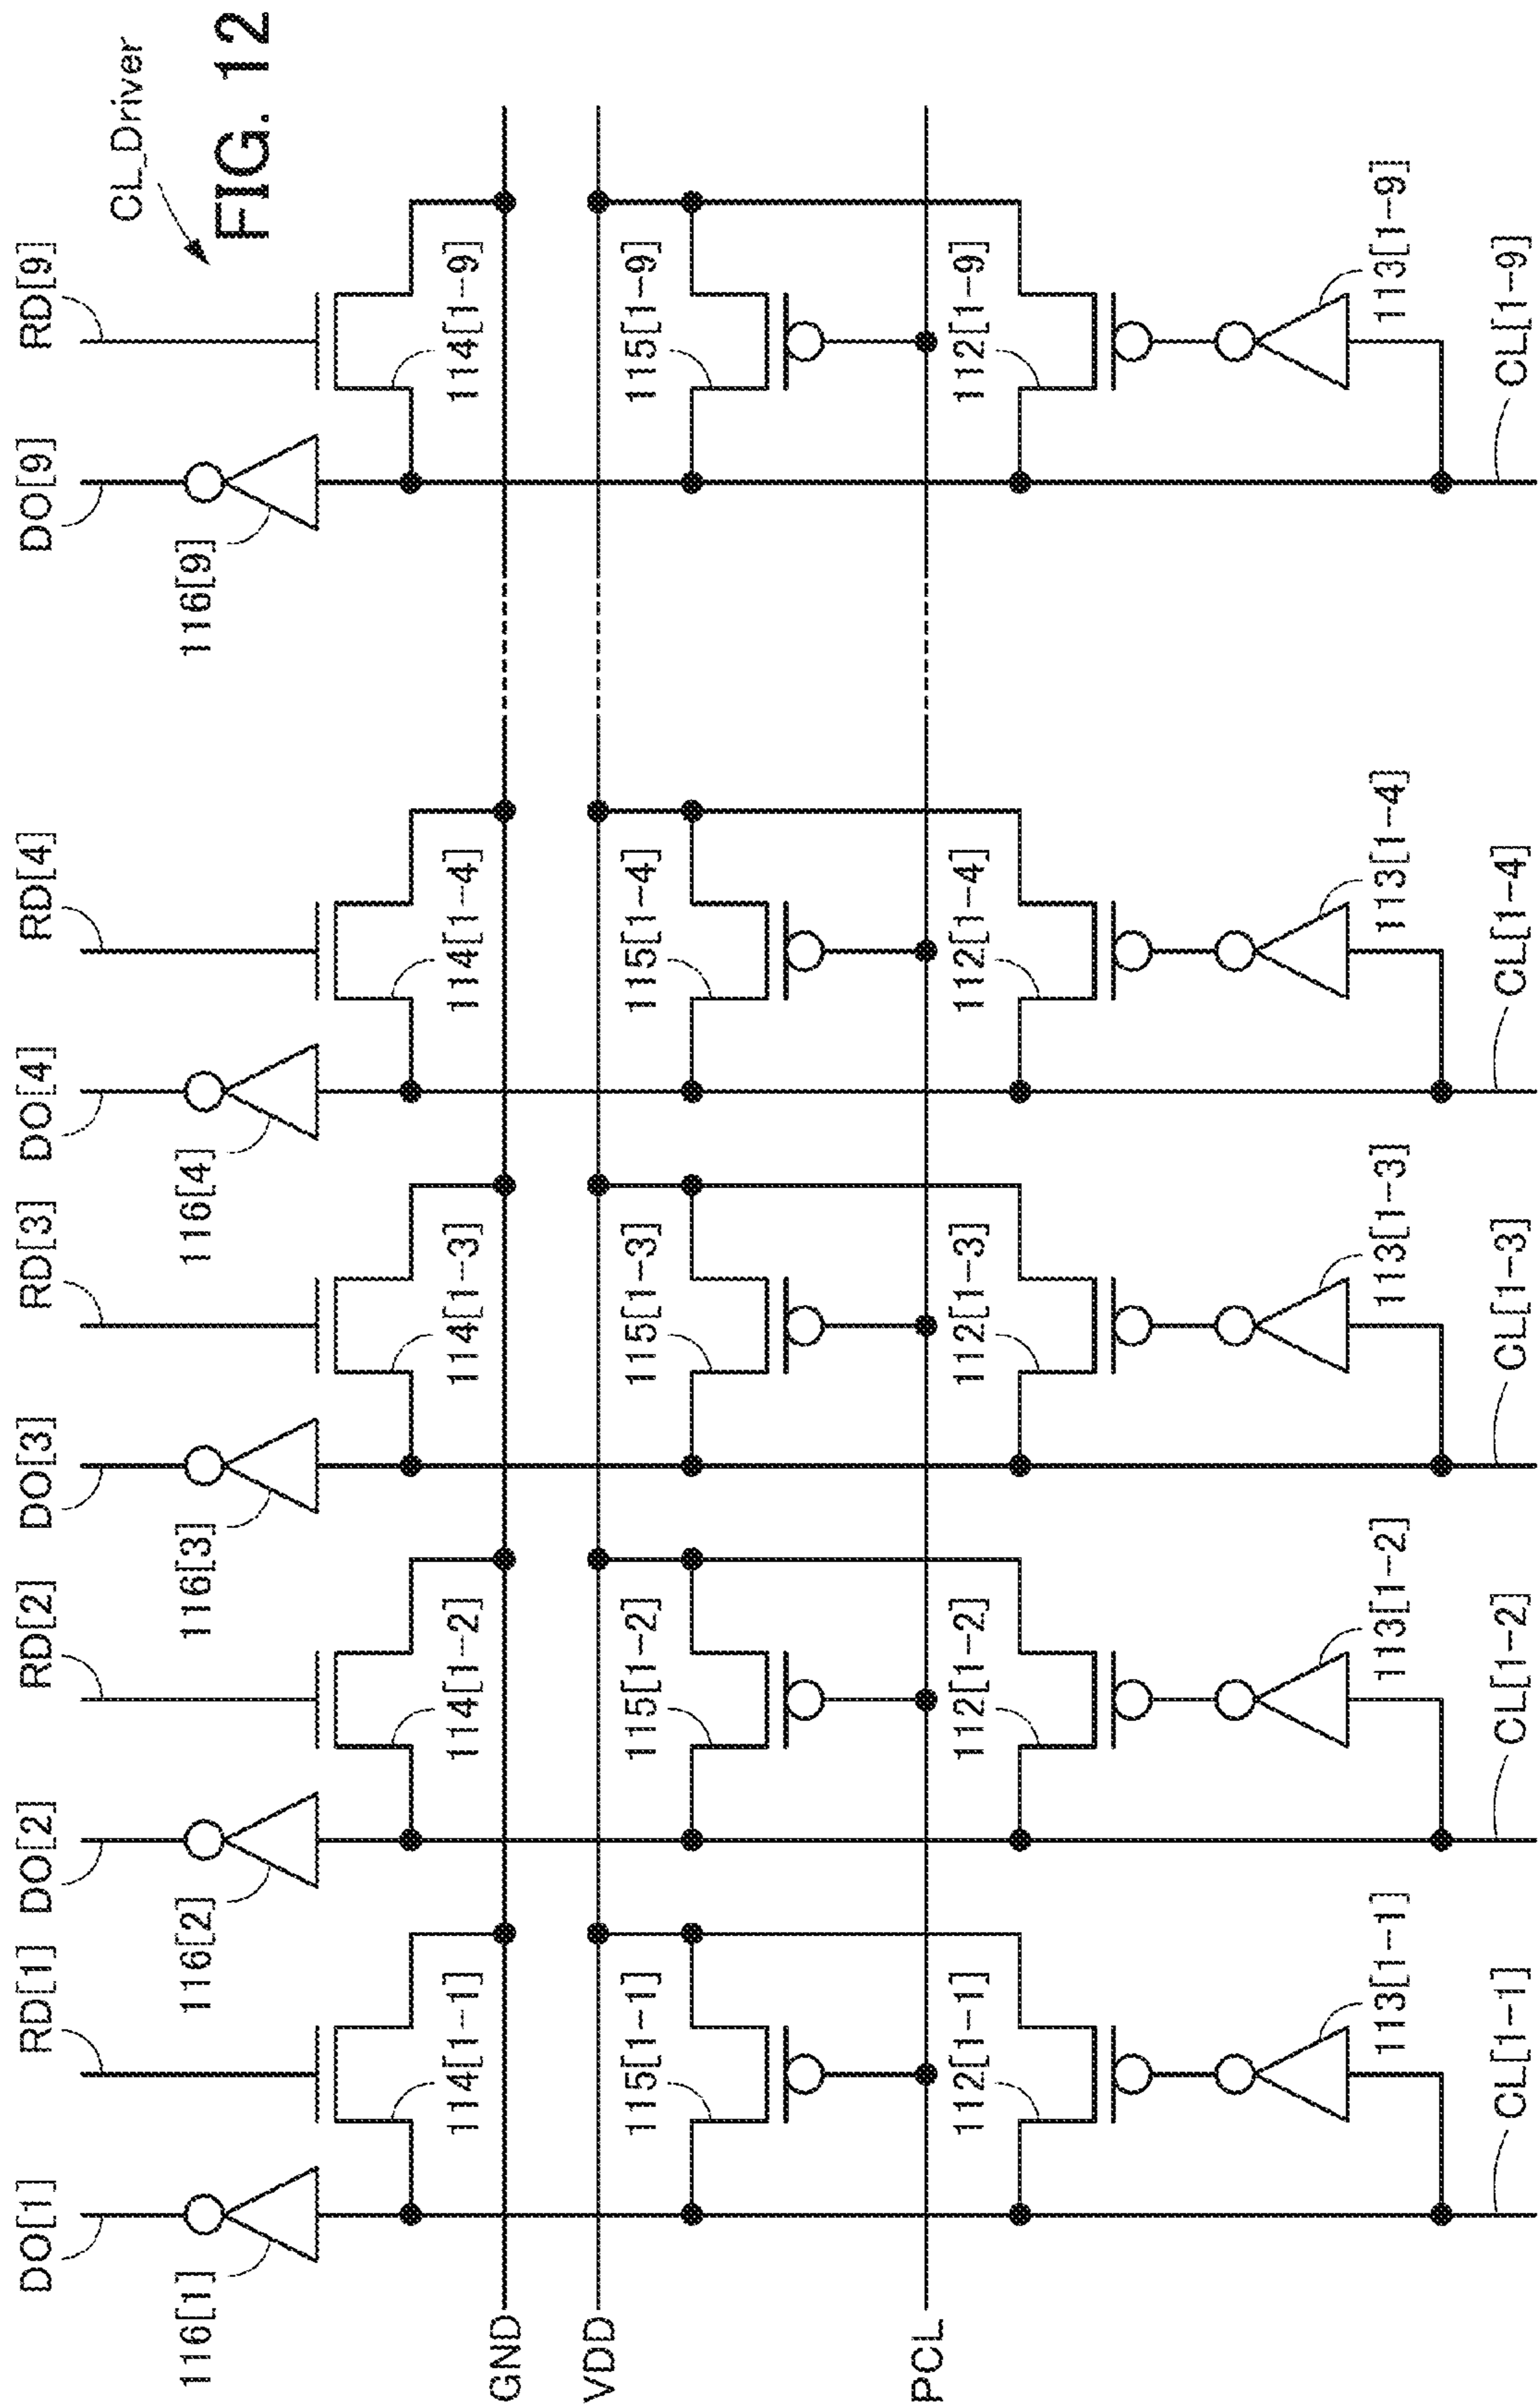 FIG. 12
CL_Driver
DO[1]
RD[1]
DO[2]
RD[2]
DO[3]
RD[3]
DO[4]
RD[4]
DO[9]
RD[9]
116[1]
116[2]
116[3]
116[4]
116[9]
114[1-1]
114[1-2]
114[1-3]
114[1-4]
114[1-9]
GND
VDD
115[1-1]
115[1-2]
115[1-3]
115[1-4]
115[1-9]
PCL
112[1-1]
112[1-2]
112[1-3]
112[1-4]
112[1-9]
113[1-1]
113[1-2]
113[1-3]
113[1-4]
113[1-9]
CL[1-1]
CL[1-2]
CL[1-3]
CL[1-4]
CL[1-9]